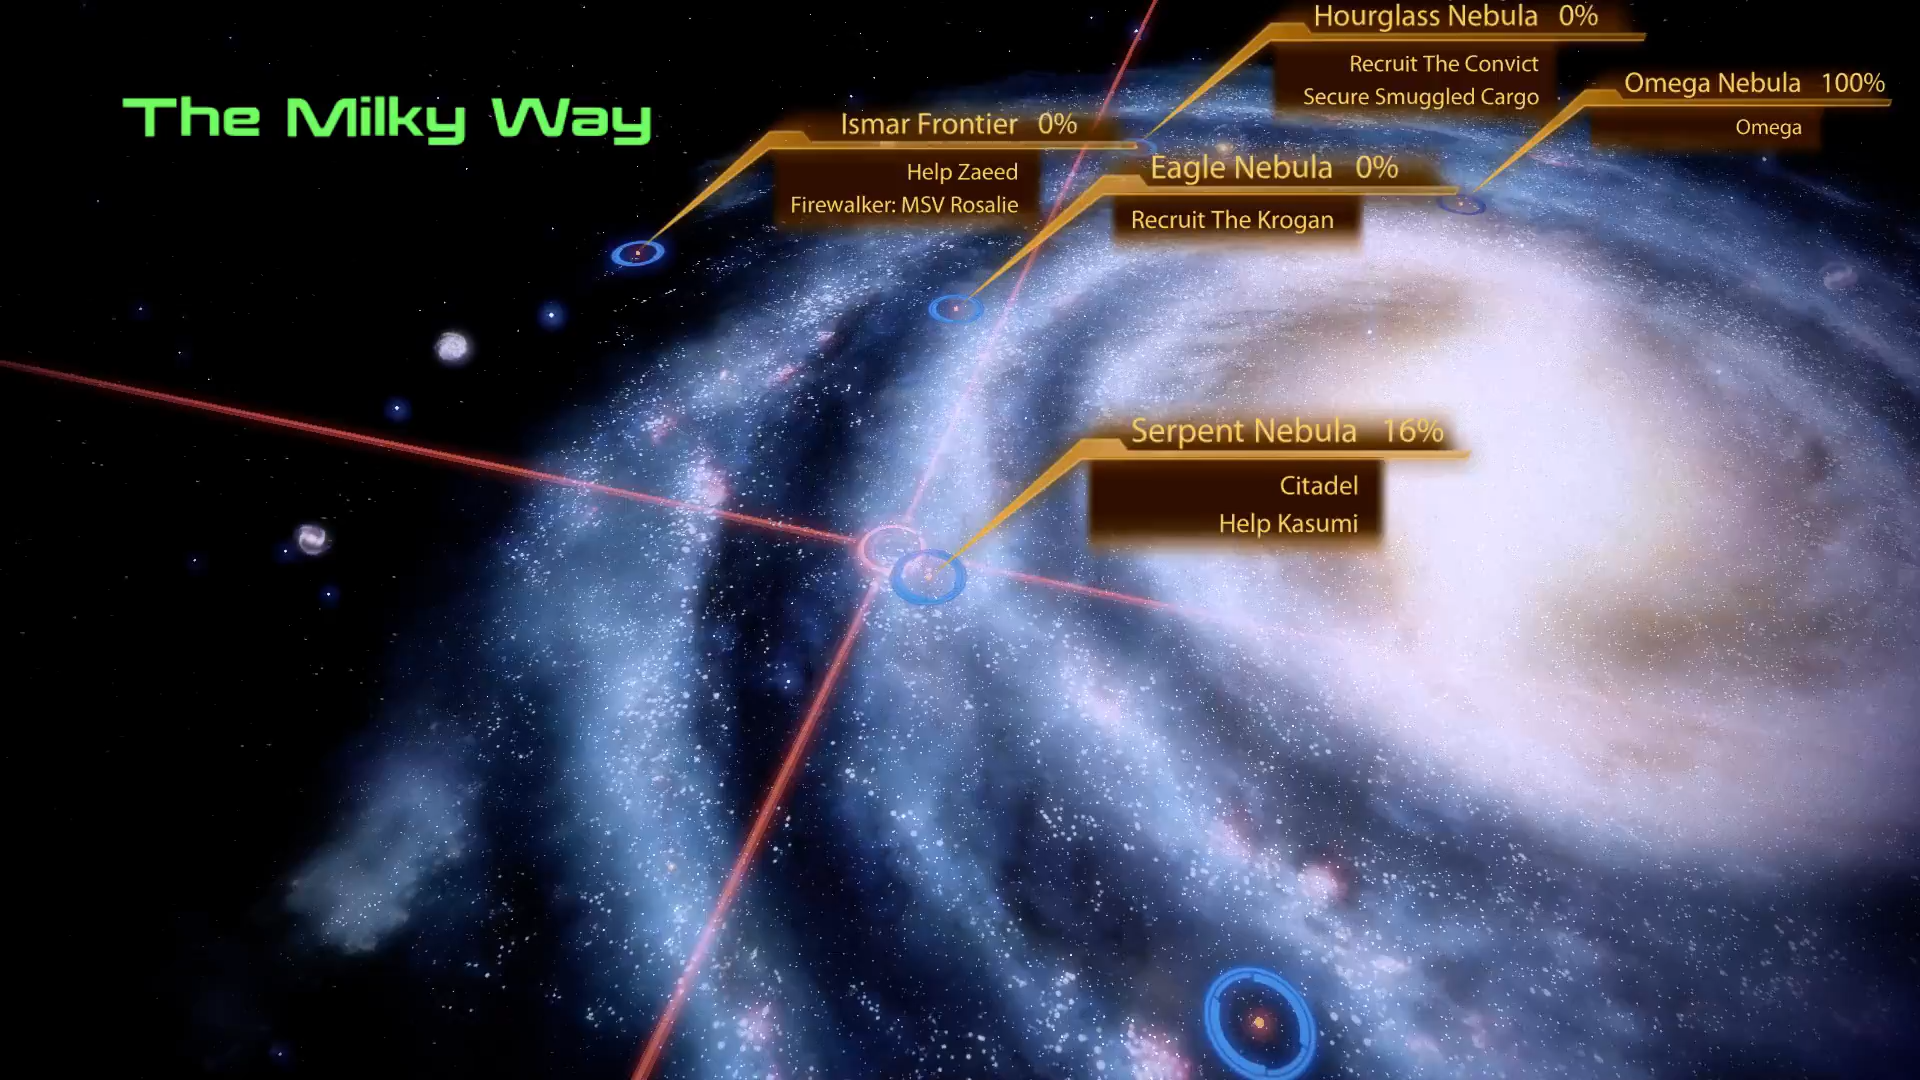 The Milky Way
Hourglass Nebula 0%
Recruit The Convict
Secure Smuggled Cargo
Omega Nebula 100%
Omega
Ismar Frontier 0%
Help Zaeed
Firewalker: MSV Rosalie
Eagle Nebula 0%
Recruit The Krogan
Serpent Nebula 16%
Citadel
Help Kasumi